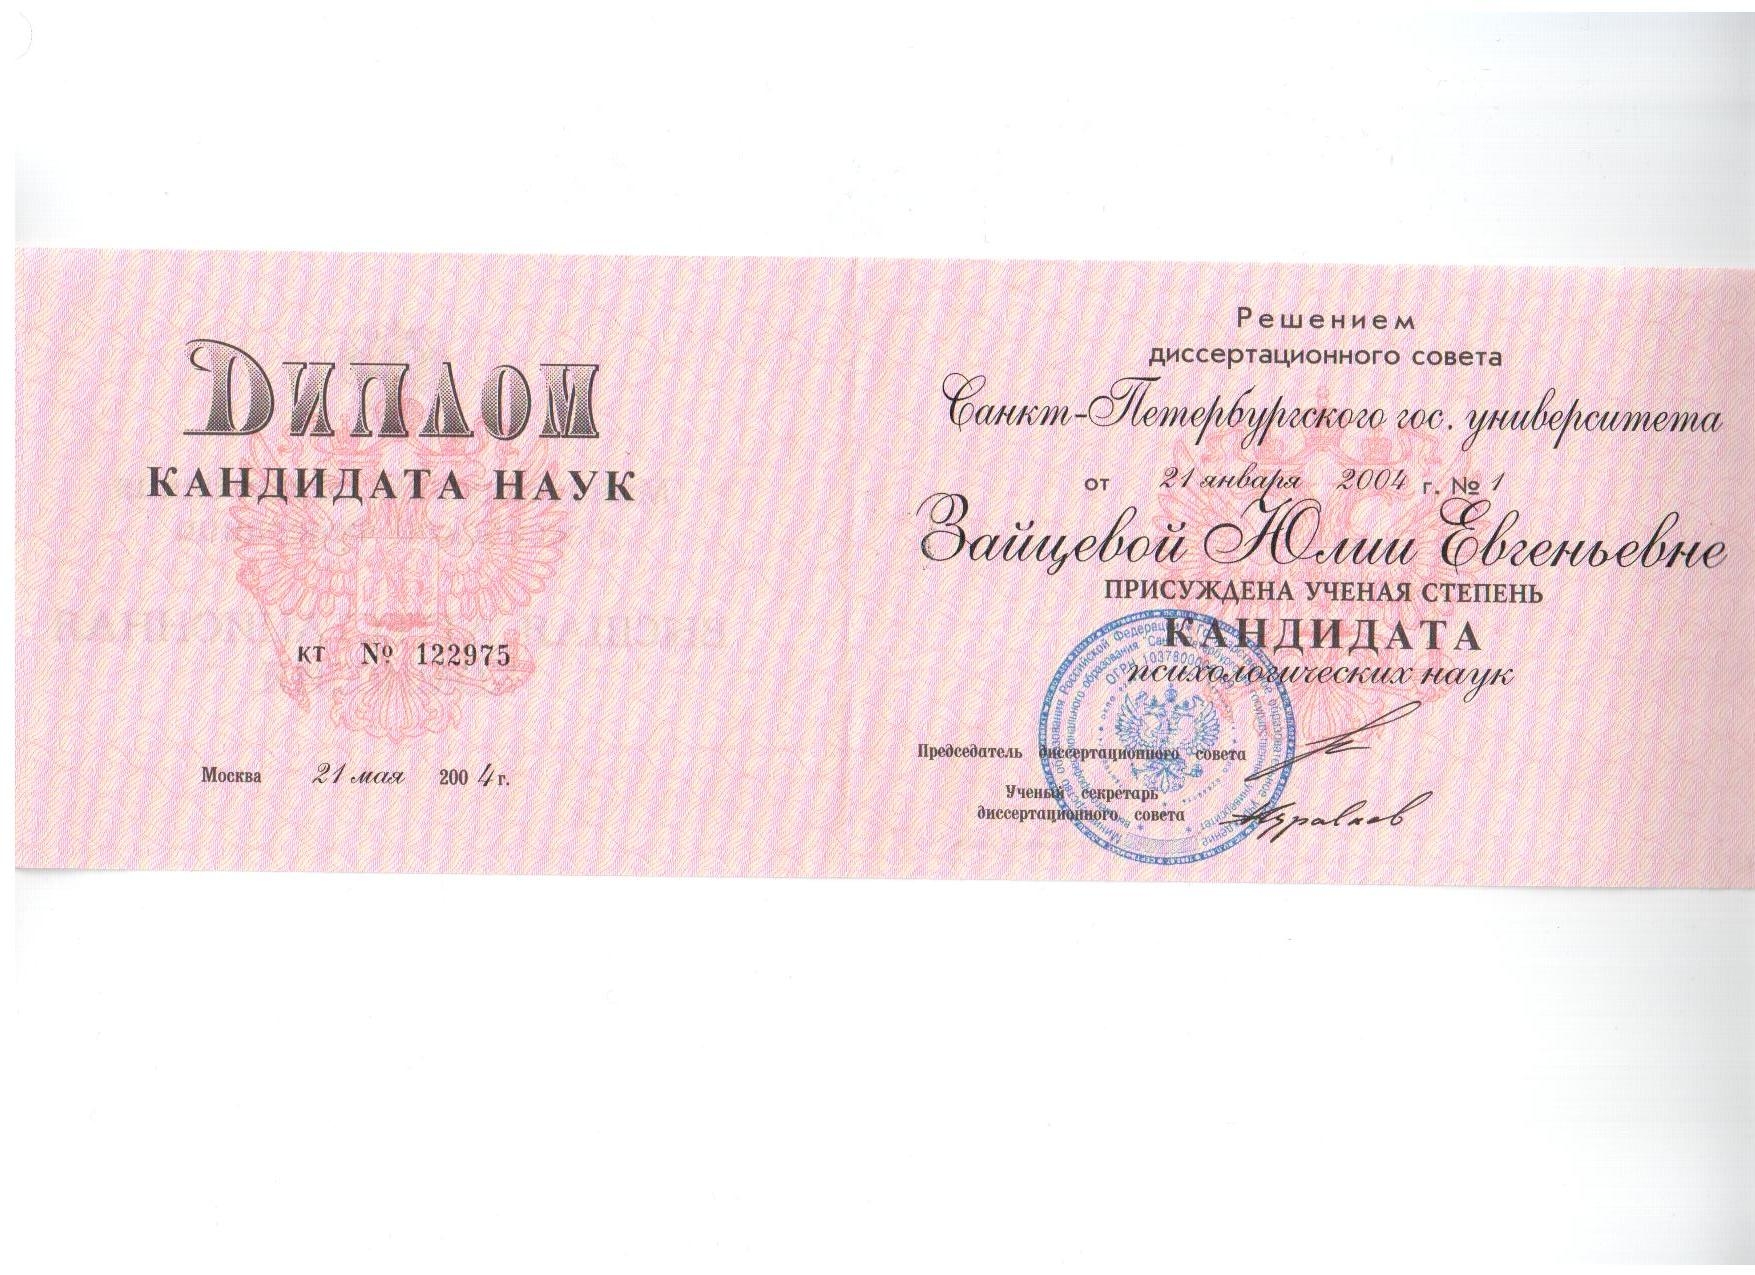 Диплом
КАНДИДАТА НАУК
КТ № 122975
Москва 21 мая 2004 г.
Решением
диссертационного совета
Санкт-Петербургского гос. университета
от 21 января 2004 г. № 1
Зайцевой Юлии Евгеньевне
ПРИСУЖДЕНА УЧЕНАЯ СТЕПЕНЬ
КАНДИДАТА
психологических наук
Председатель диссертационного совета
Ученый секретарь
диссертационного совета